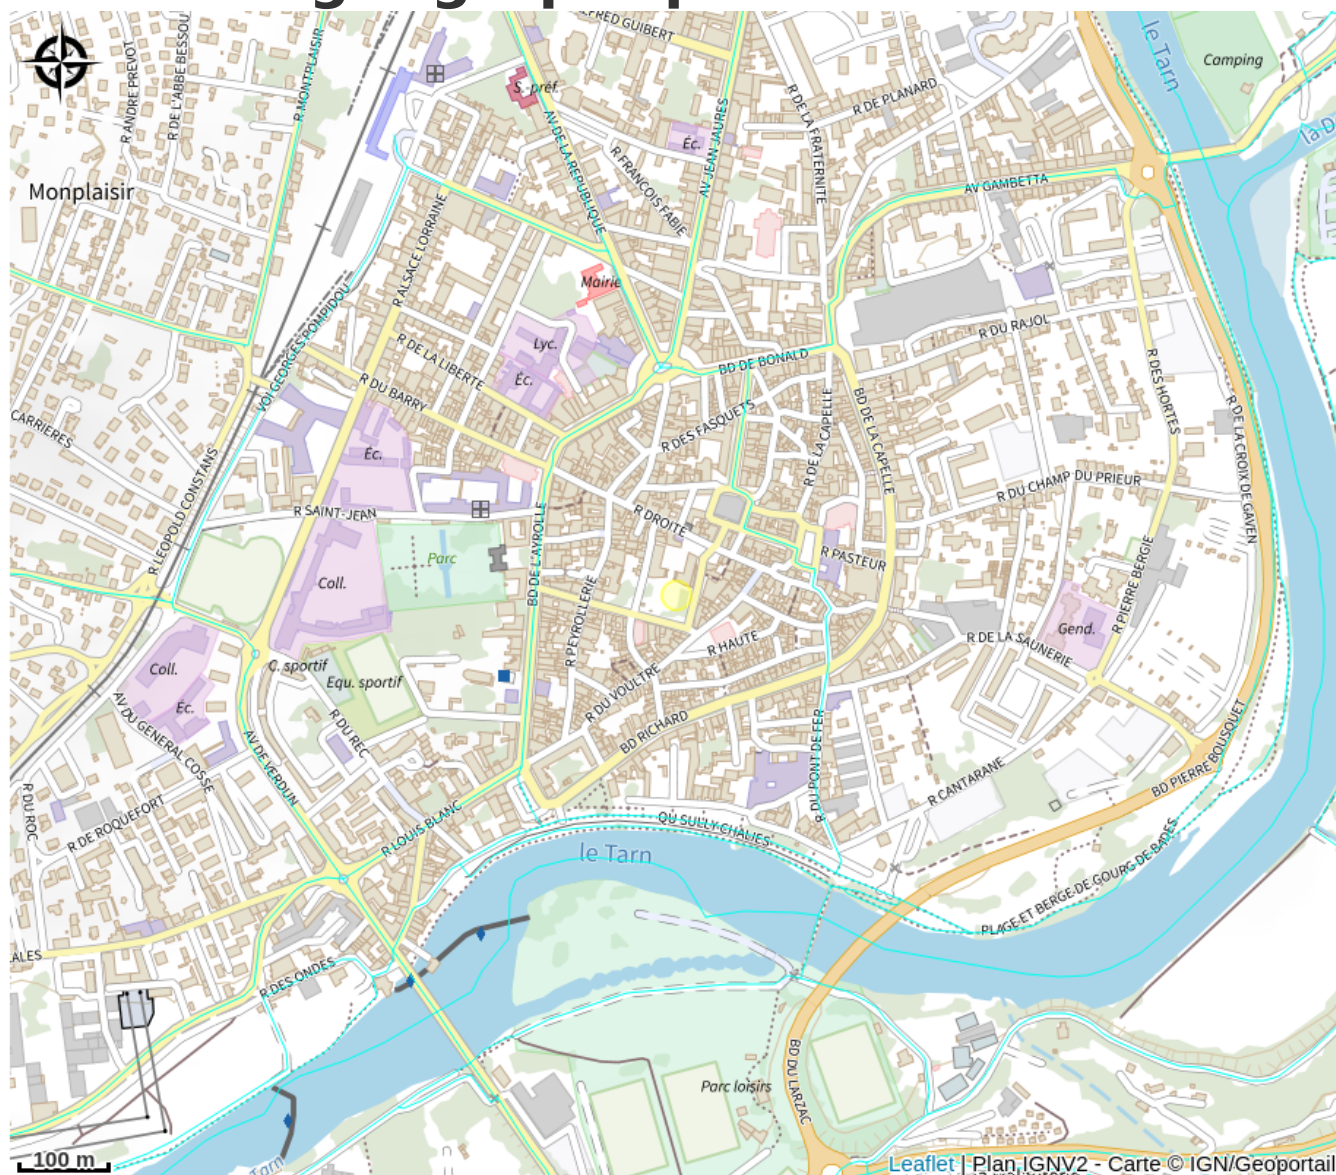 ALFRED GUIBERT
le Tarn
Camping
R ANDRE PREVOT
R DE L'ABBE BESSOU
R MONTPLAISIR
S.-préf.
R DE PLANARD
R DE LA FRATERNITE
AV DE LA REPUBLIQUE
Éc.
AV JEAN JAURES
R FRANCOIS FABIE
la D
Monplaisir
AV GAMBETTA
R ALSACE LORRAINE
Mairie
VOI GEORGES POMPIDOU
R DU RAJOL
Lyc.
R DE LA LIBERTE
BD DE BONALD
Éc.
R DU BARRY
R DES HORTES
R DE LA CROIX DE GAVEN
CARRIERES
R DES FASQUETS
R DE LA CAPELLE
BD DE LA CAPELLE
Éc.
R LEOPOLD CONSTANS
R DU CHAMP DU PRIEUR
R SAINT-JEAN
R DROITE
Parc
BD DE L'AYROLLE
R PASTEUR
Coll.
R PEYROLLERIE
R PIERRE BERGIE
Gend.
R HAUTE
R DE LA SAUNERIE
Coll.
C. sportif
Equ. sportif
R DU VOULTRE
Éc.
AV DU GENERAL COSSE
R DU REC
BD RICHARD
AV DE VERDUN
R DU PONT DE FER
BD PIERRE BOUSQUET
R CANTARANE
R DU ROC
R DE ROQUEFORT
R LOUIS BLANC
QU SULLY CHALIES
le Tarn
PLAGE ET BERGE DE GOURG DE BADES
ALES
R DES ONDES
BD DU LARZAC
Parc loisirs
100 m
Tarn
Leaflet | Plan IGNV2 - Carte © IGN/Geoportail